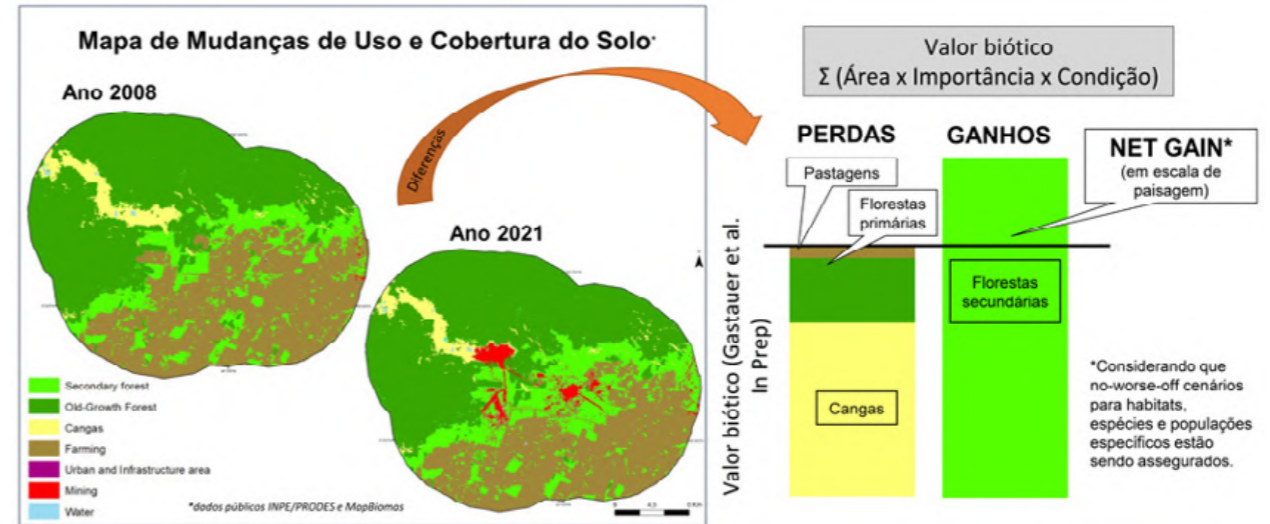 Mapa de Mudanças de Uso e Cobertura do Solo*
Ano 2008
Diferenças
Ano 2021
Secondary forest
Old-Growth Forest
Cangas
Farming
Urban and Infrastructure area
Mining
Water
*dados públicos INPE/PRODES e MapBiomas
Valor biótico
Σ (Área x Importância x Condição)
PERDAS
GANHOS
NET GAIN*
(em escala de
paisagem)
Pastagens
Florestas
primárias
Florestas
secundárias
Cangas
Valor biótico (Gastauer et al.
In Prep)
*Considerando que
no-worse-off cenários
para habitats,
espécies e populações
específicos estão
sendo assegurados.